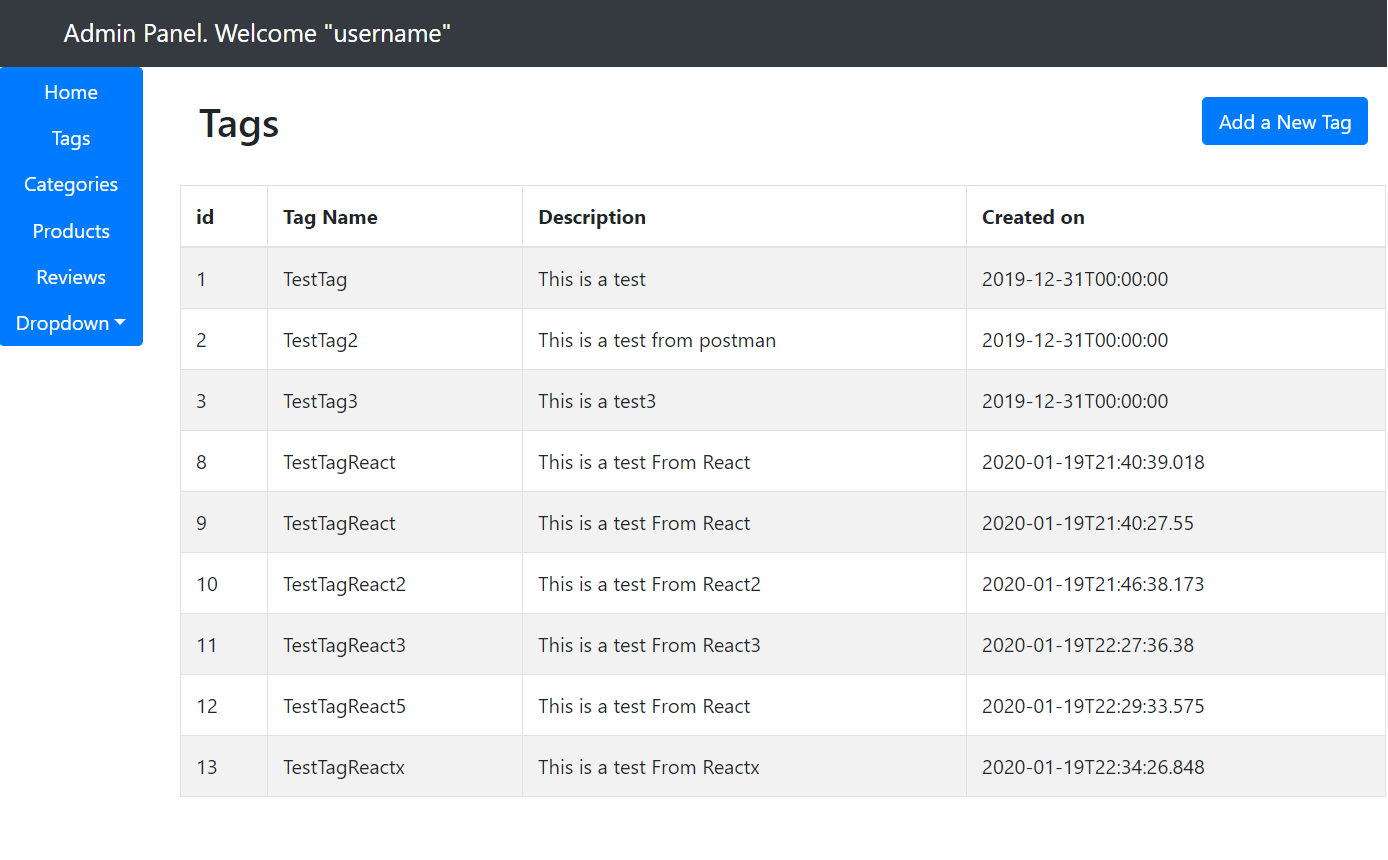 Admin Panel. Welcome "username"
Home
Tags
Categories
Products
Reviews
Dropdown
Tags
Add a New Tag
id Tag Name Description Created on
1 TestTag This is a test 2019-12-31T00:00:00
2 TestTag2 This is a test from postman 2019-12-31T00:00:00
3 TestTag3 This is a test3 2019-12-31T00:00:00
8 TestTagReact This is a test From React 2020-01-19T21:40:39.018
9 TestTagReact This is a test From React 2020-01-19T21:40:27.55
10 TestTagReact2 This is a test From React2 2020-01-19T21:46:38.173
11 TestTagReact3 This is a test From React3 2020-01-19T22:27:36.38
12 TestTagReact5 This is a test From React 2020-01-19T22:29:33.575
13 TestTagReactx This is a test From Reactx 2020-01-19T22:34:26.848